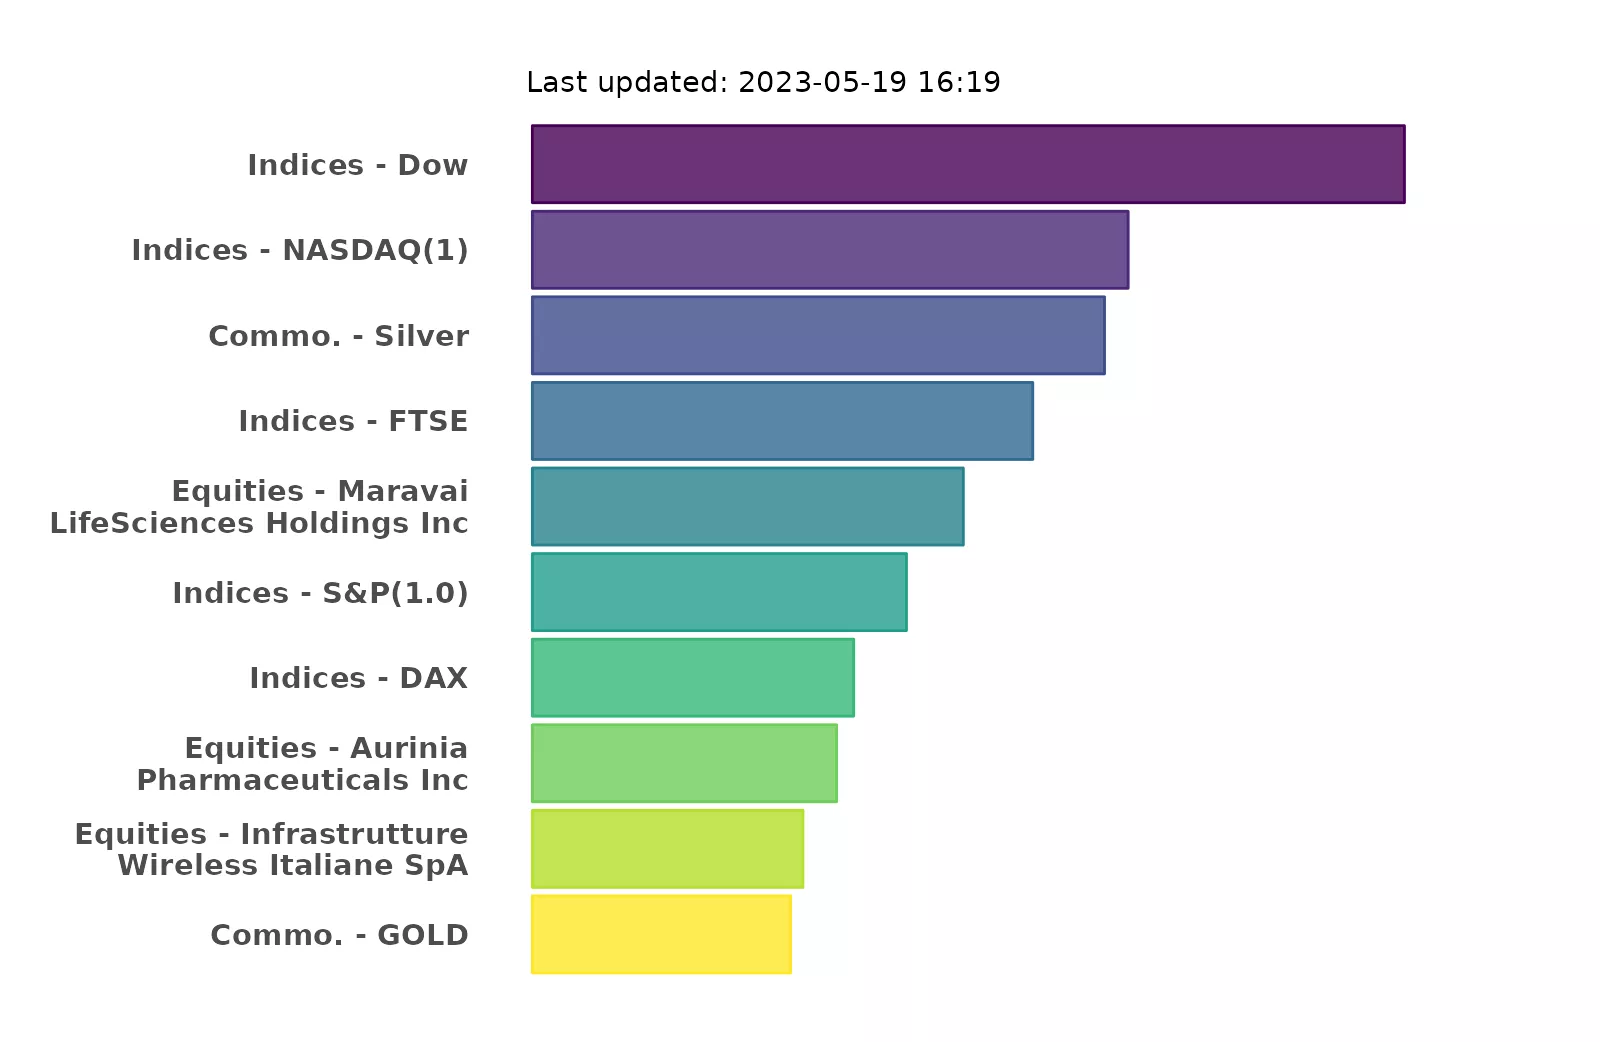 Last updated: 2023-05-19 16:19
Indices - Dow
Indices - NASDAQ(1)
Commo. - Silver
Indices - FTSE
Equities - Maravai
LifeSciences Holdings Inc
Indices - S&P(1.0)
Indices - DAX
Equities - Aurinia
Pharmaceuticals Inc
Equities - Infrastrutture
Wireless Italiane SpA
Commo. - GOLD